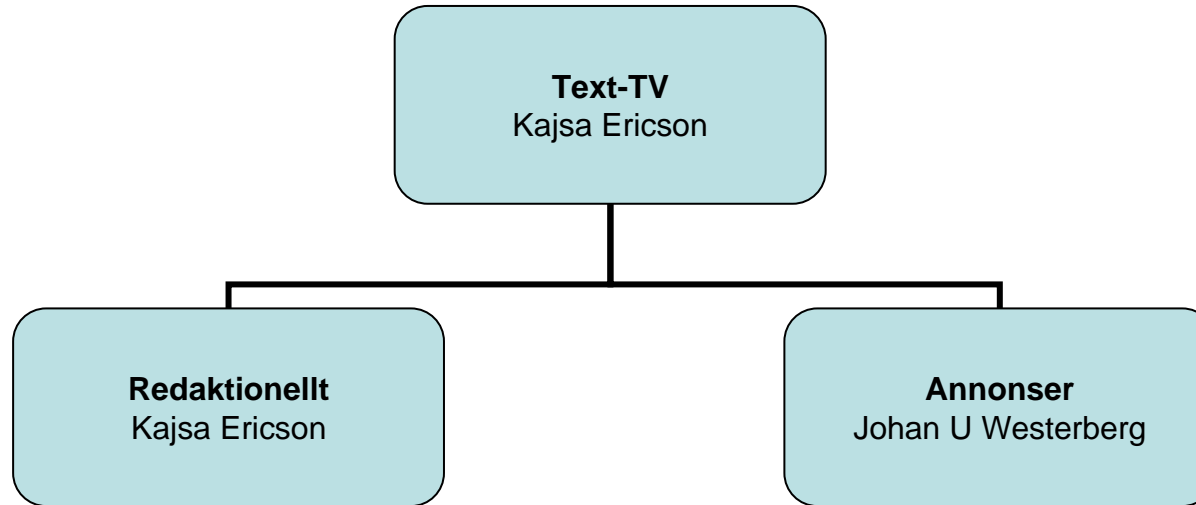 Text-TV
Kajsa Ericson
Redaktionellt
Kajsa Ericson
Annonser
Johan U Westerberg